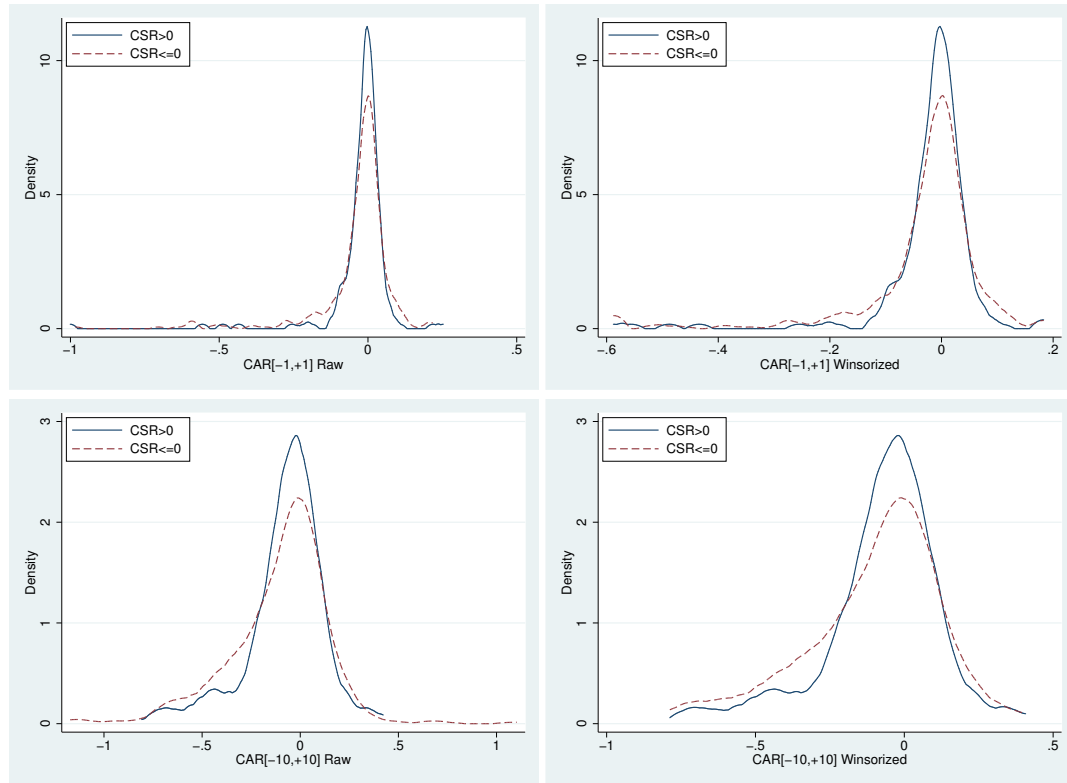 CSR>0
CSR<=0
Density
10
5
0
−1
−.5
0
.5
CAR[−1,+1] Raw
CSR>0
CSR<=0
Density
10
5
0
−.6
−.4
−.2
0
.2
CAR[−1,+1] Winsorized
CSR>0
CSR<=0
Density
3
2
1
0
−1
−.5
0
.5
1
CAR[−10,+10] Raw
CSR>0
CSR<=0
Density
3
2
1
0
−1
−.5
0
.5
CAR[−10,+10] Winsorized